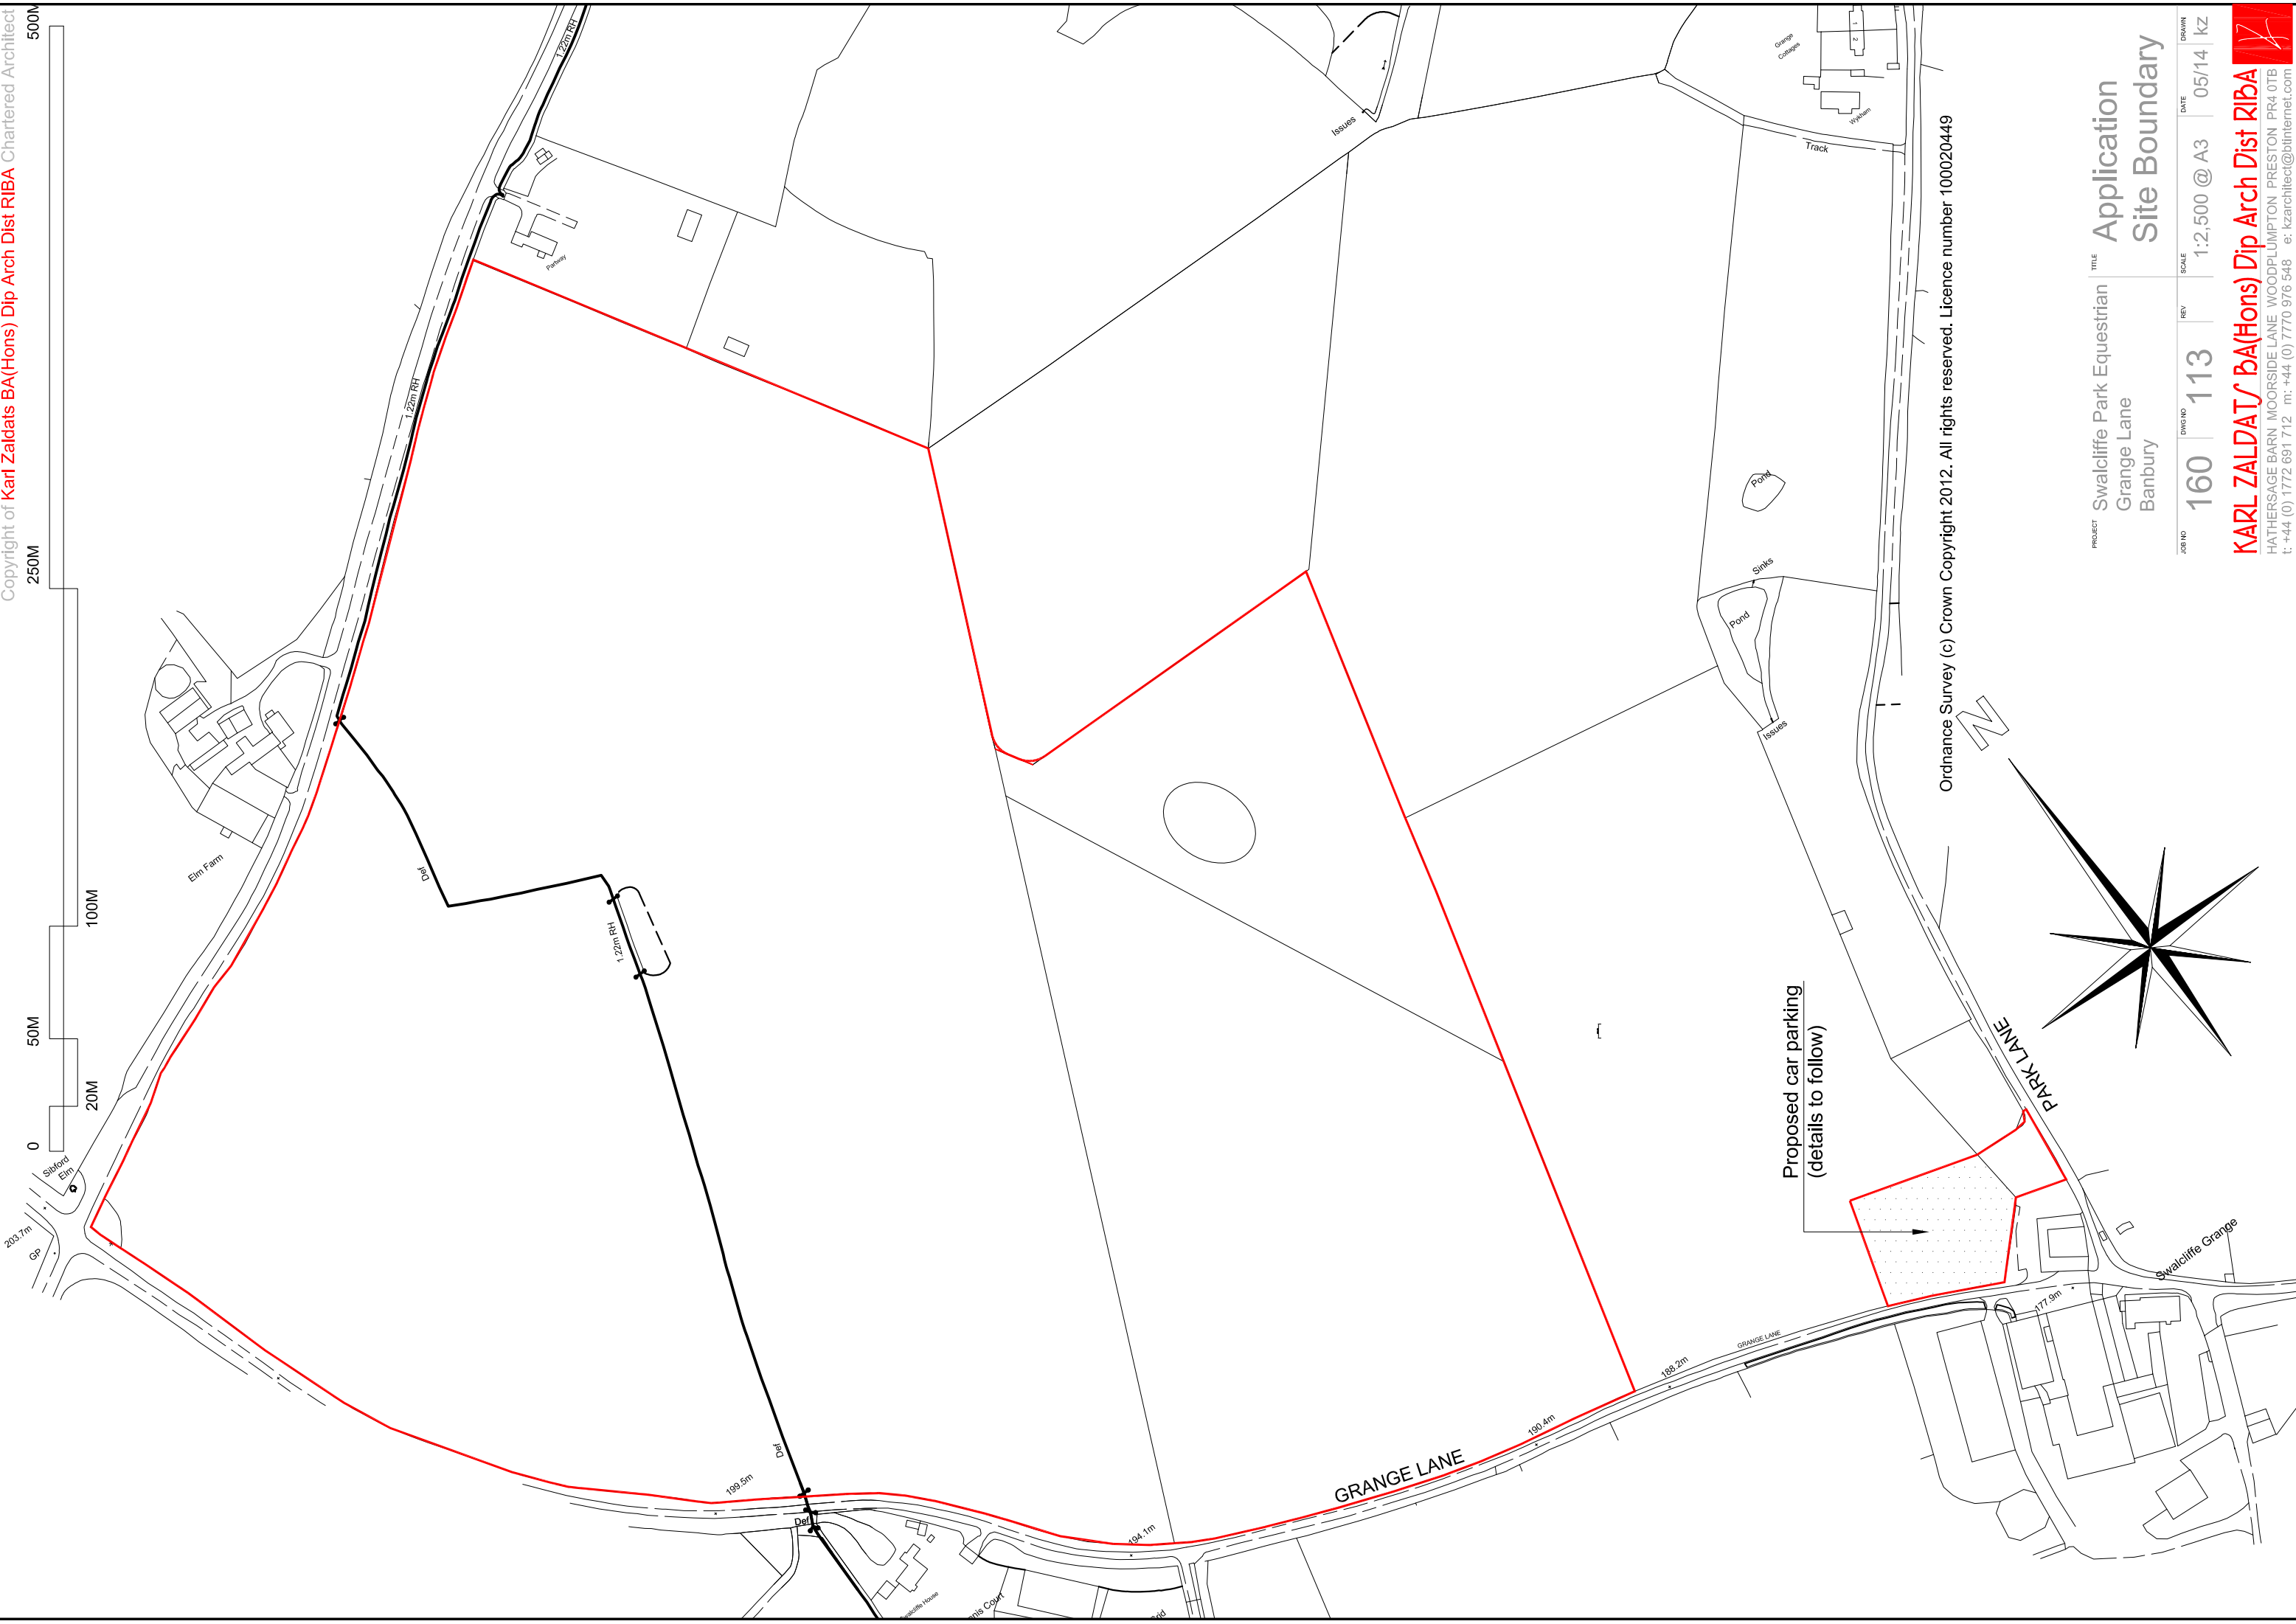 Copyright of Karl Zaldats BA(Hons) Dip Arch Dist RIBA Chartered Architect
0
20M
50M
100M
250M
500M
1.22m RH
Partway
1.22m RH
Elm Farm
Def
1.22m RH
Sibford
Elm
203.7m
GP
Def
199.5m
Def
Swalcliffe House
194.1m
GRANGE LANE
190.4m
188.2m
GRANGE LANE
177.9m
Swalcliffe Grange
PARK LANE
Proposed car parking
(details to follow)
Issues
Pond
Sinks
Pond
Issues
Track
Wykham
Grange
Cottages
1
2
N
Ordnance Survey (c) Crown Copyright 2012. All rights reserved. Licence number 100020449
PROJECT
Swalcliffe Park Equestrian
Grange Lane
Banbury
TITLE
Application
Site Boundary
JOB NO
160
DWG NO
113
REV
SCALE
1:2,500 @ A3
DATE
05/14
DRAWN
kz
KARL ZALDATS BA(Hons) Dip Arch Dist RIBA
HATHERSAGE BARN MOORSIDE LANE WOODPLUMPTON PRESTON PR4 0TB
t: +44 (0) 1772 691 712 m: +44 (0) 7770 976 548 e: kzarchitect@btinternet.com